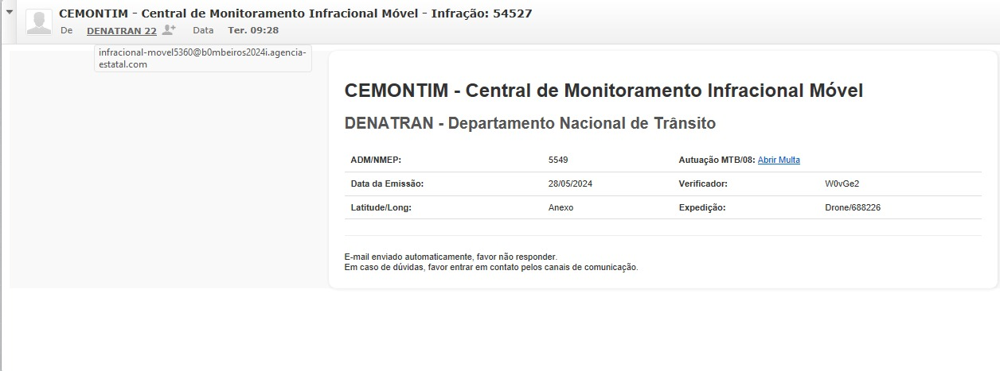 CEMONTIM - Central de Monitoramento Infracional Móvel - Infração: 54527
De DENATRAN 22 Data Ter. 09:28
infracional-movel5360@b0mbeiros2024i.agencia-
estatal.com
CEMONTIM - Central de Monitoramento Infracional Móvel
DENATRAN - Departamento Nacional de Trânsito
ADM/NMEP: 5549 Autuação MTB/08: Abrir Multa
Data da Emissão: 28/05/2024 Verificador: W0vGe2
Latitude/Long: Anexo Expedição: Drone/688226
E-mail enviado automaticamente, favor não responder.
Em caso de dúvidas, favor entrar em contato pelos canais de comunicação.